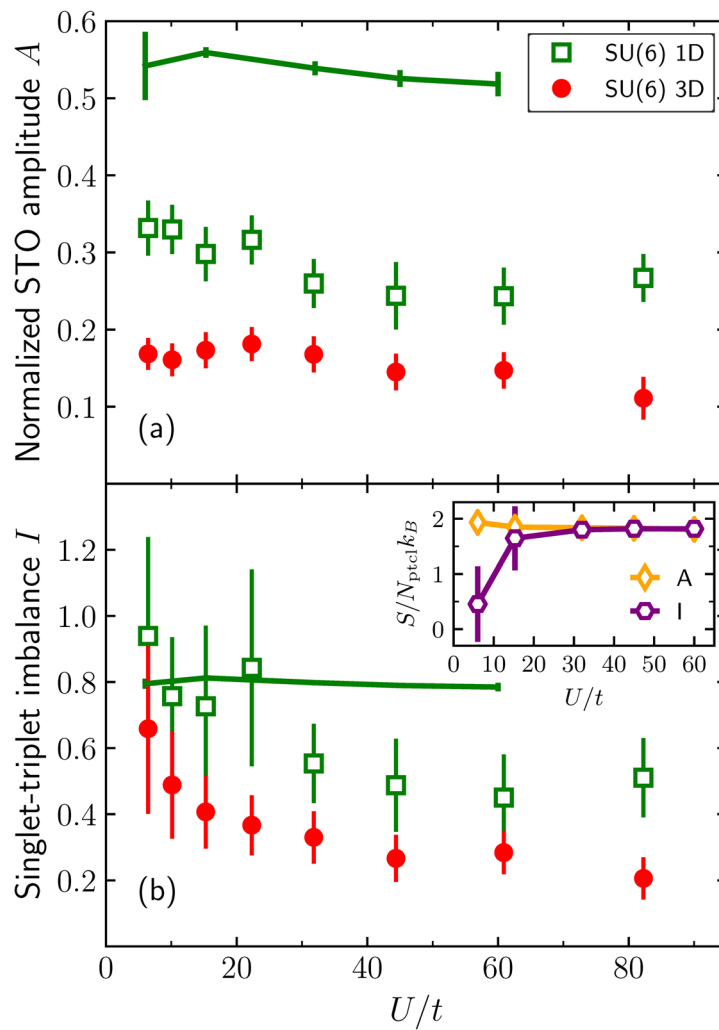 Normalized STO amplitude A
0.6
0.5
0.4
0.3
0.2
0.1
SU(6) 1D
SU(6) 3D
(a)
Singlet-triplet imbalance I
1.2
1.0
0.8
0.6
0.4
0.2
(b)
S/N_ptcl k_B
2
1
0
A
I
0 10 20 30 40 50 60
U/t
0 20 40 60 80
U/t